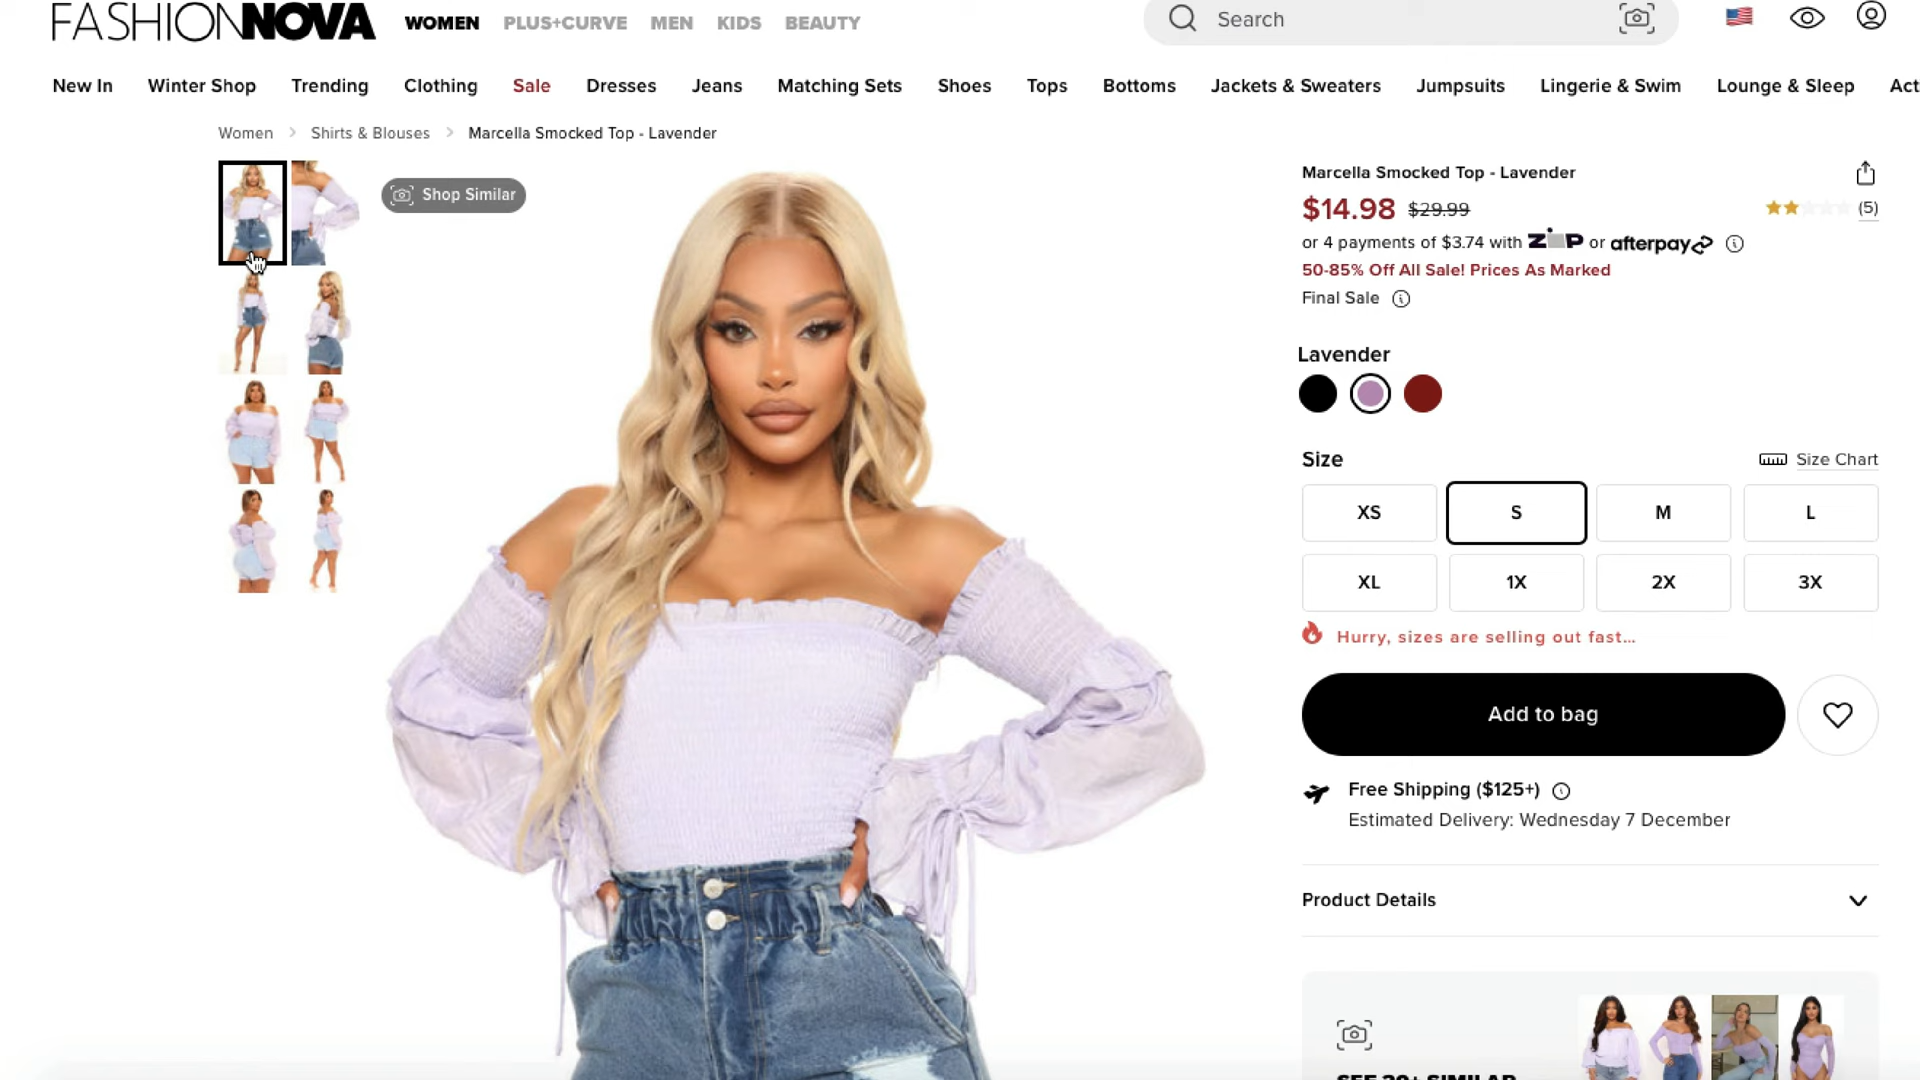 FASHIONNOVA WOMEN PLUS+CURVE MEN KIDS BEAUTY Search
New In Winter Shop Trending Clothing Sale Dresses Jeans Matching Sets Shoes Tops Bottoms Jackets & Sweaters Jumpsuits Lingerie & Swim Lounge & Sleep Act
Women > Shirts & Blouses > Marcella Smocked Top - Lavender
Shop Similar
Marcella Smocked Top - Lavender
$14.98 $29.99 (5)
or 4 payments of $3.74 with ZIP or afterpay
50-85% Off All Sale! Prices As Marked
Final Sale
Lavender
Size Size Chart
XS S M L
XL 1X 2X 3X
Hurry, sizes are selling out fast...
Add to bag
Free Shipping ($125+)
Estimated Delivery: Wednesday 7 December
Product Details
SEE 20+ SIMILAR